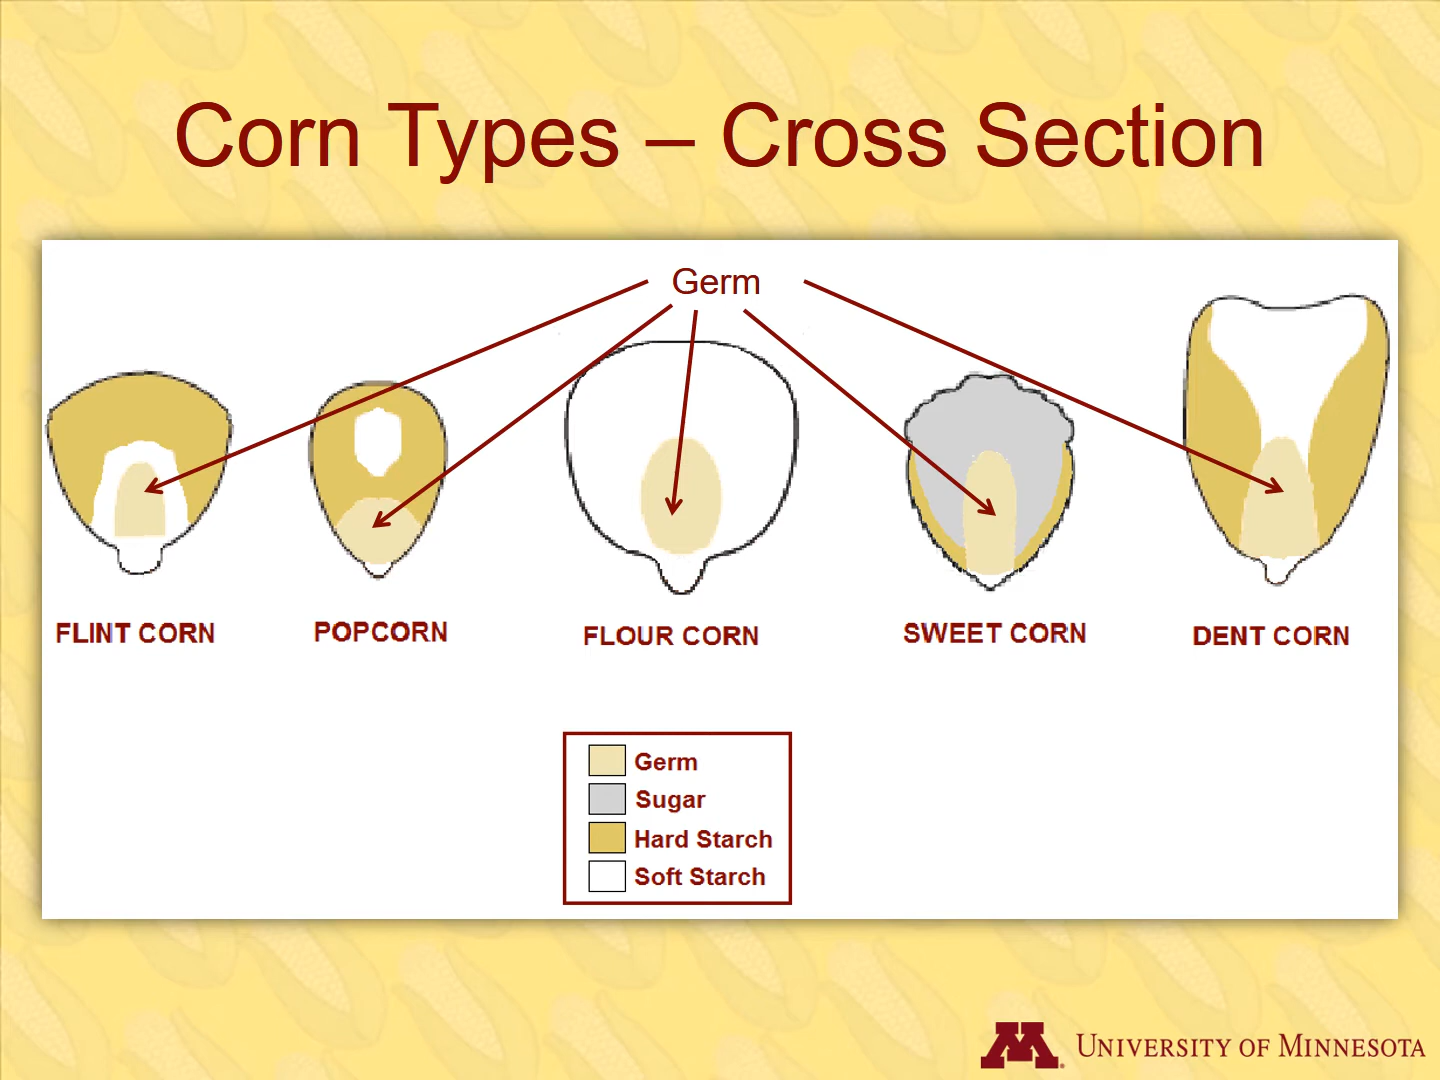 Corn Types – Cross Section
Germ
FLINT CORN
POPCORN
FLOUR CORN
SWEET CORN
DENT CORN
Germ
Sugar
Hard Starch
Soft Starch
M
UNIVERSITY OF MINNESOTA